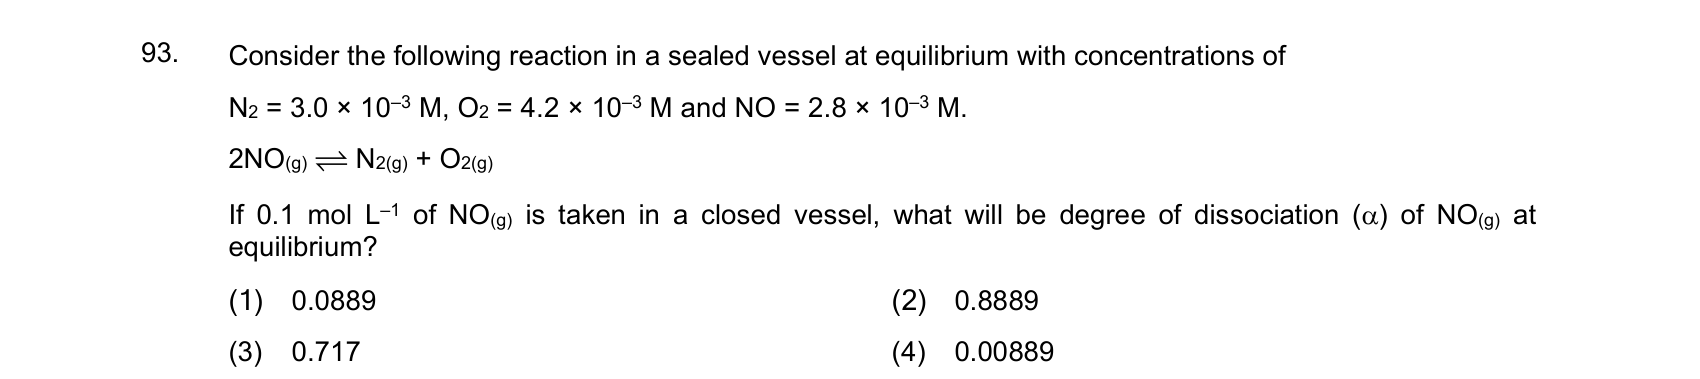 93. Consider the following reaction in a sealed vessel at equilibrium with concentrations of
N₂ = 3.0 × 10⁻³ M, O₂ = 4.2 × 10⁻³ M and NO = 2.8 × 10⁻³ M.
2NO(g) ⇌ N₂(g) + O₂(g)
If 0.1 mol L⁻¹ of NO(g) is taken in a closed vessel, what will be degree of dissociation (α) of NO(g) at
equilibrium?
(1) 0.0889 (2) 0.8889
(3) 0.717 (4) 0.00889